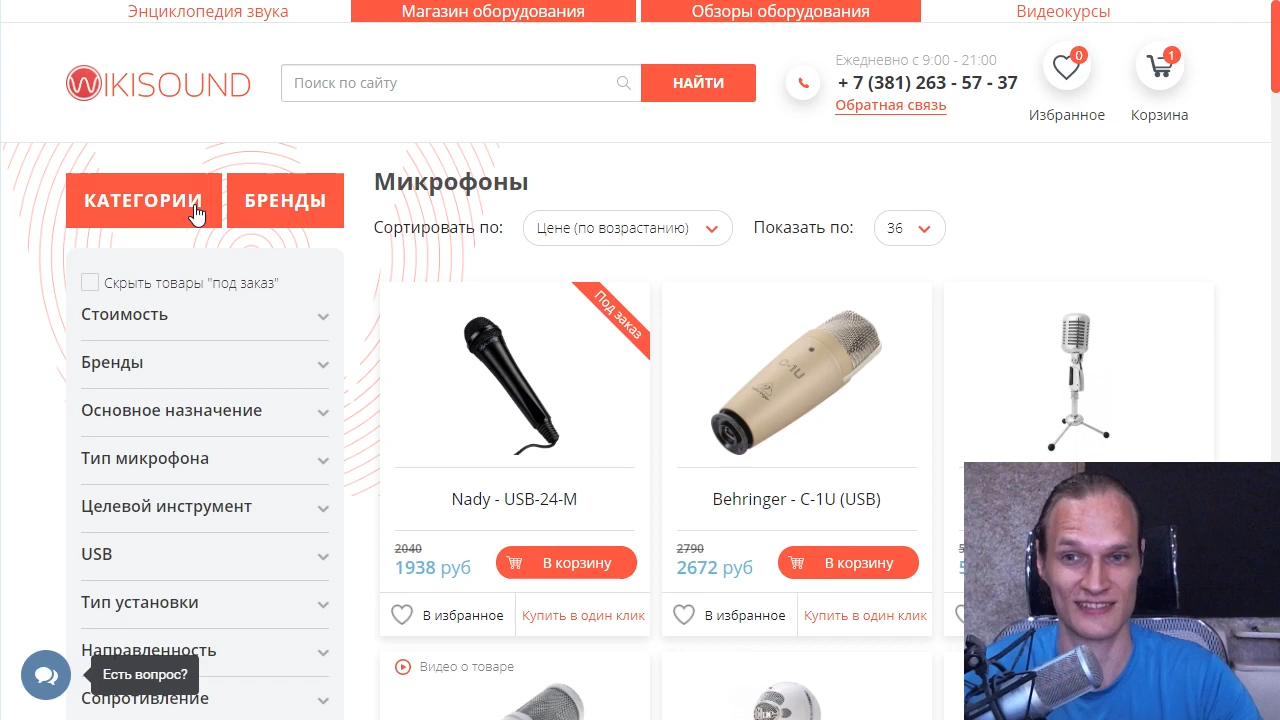 Энциклопедия звука
Магазин оборудования
Обзоры оборудования
Видеокурсы
WIKISOUND
Поиск по сайту
НАЙТИ
Ежедневно с 9:00 - 21:00
+ 7 (381) 263 - 57 - 37
Обратная связь
0
Избранное
1
Корзина
КАТЕГОРИИ
БРЕНДЫ
Скрыть товары "под заказ"
Стоимость
Бренды
Основное назначение
Тип микрофона
Целевой инструмент
USB
Тип установки
Направленность
Сопротивление
Есть вопрос?
Микрофоны
Сортировать по:
Цене (по возрастанию)
Показать по:
36
Под заказ
Nady - USB-24-M
2040
1938 руб
В корзину
В избранное
Купить в один клик
C-1U
Behringer - C-1U (USB)
2790
2672 руб
В корзину
В избранное
Купить в один клик
Видео о товаре